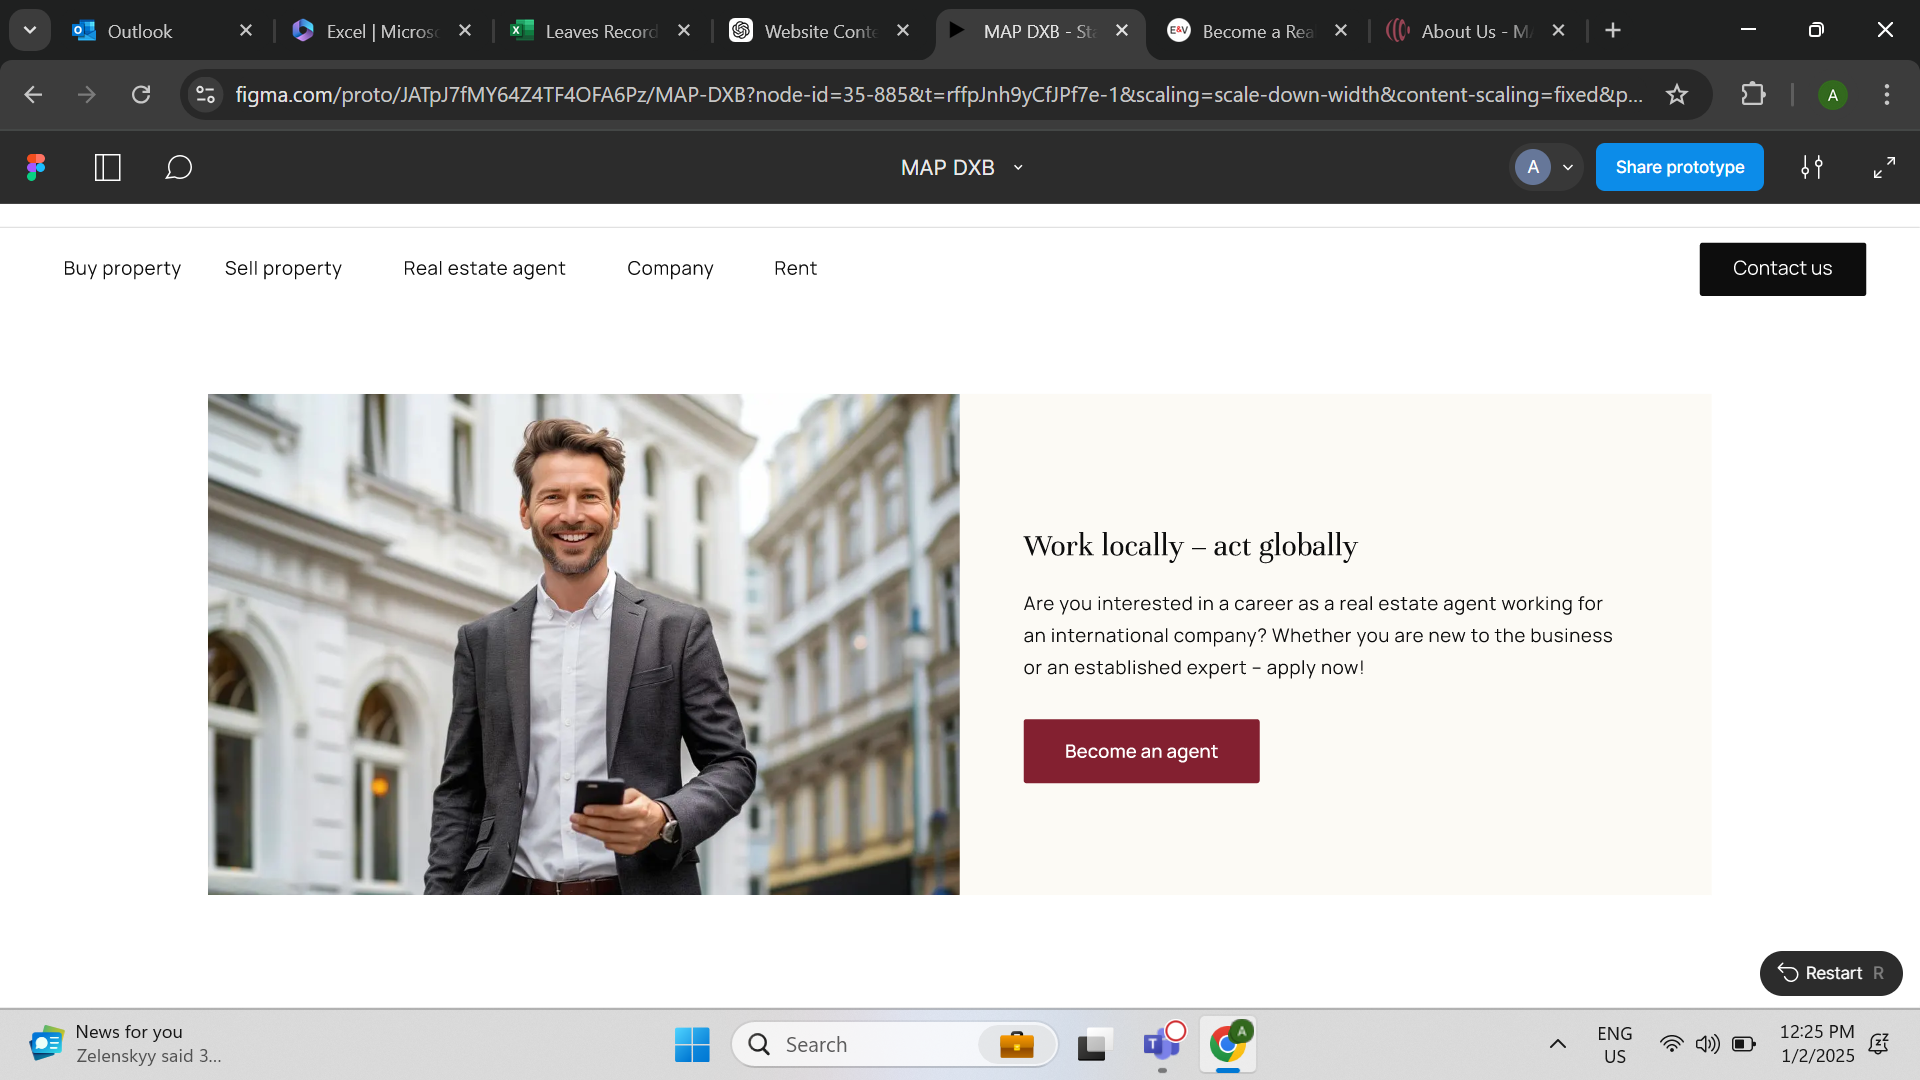 Outlook
Excel | Micros
Leaves Record
Website Conte
MAP DXB - Sta
E&V
Become a Rea
About Us - MA
figma.com/proto/JATpJ7fMY64Z4TF4OFA6Pz/MAP-DXB?node-id=35-885&t=rffpJnh9yCfJPf7e-1&scaling=scale-down-width&content-scaling=fixed&p...
A
MAP DXB
A
Share prototype
Buy property
Sell property
Real estate agent
Company
Rent
Contact us
Work locally – act globally
Are you interested in a career as a real estate agent working for
an international company? Whether you are new to the business
or an established expert – apply now!
Become an agent
Restart R
News for you
Zelenskyy said 3...
Search
T
A
ENG
US
12:25 PM
1/2/2025